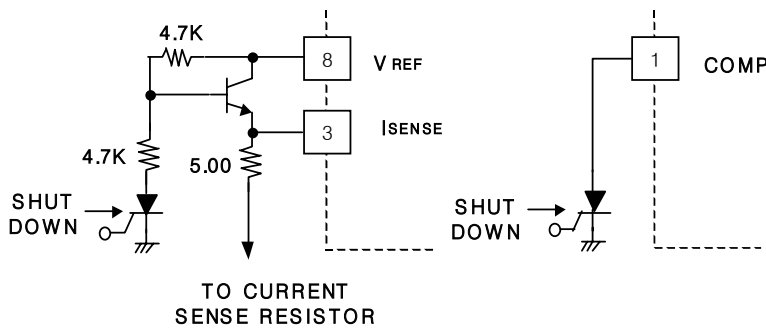 4.7K
8
V REF
3
ISENSE
4.7K
5.00
SHUT
DOWN
TO CURRENT
SENSE RESISTOR
1
COMP
SHUT
DOWN